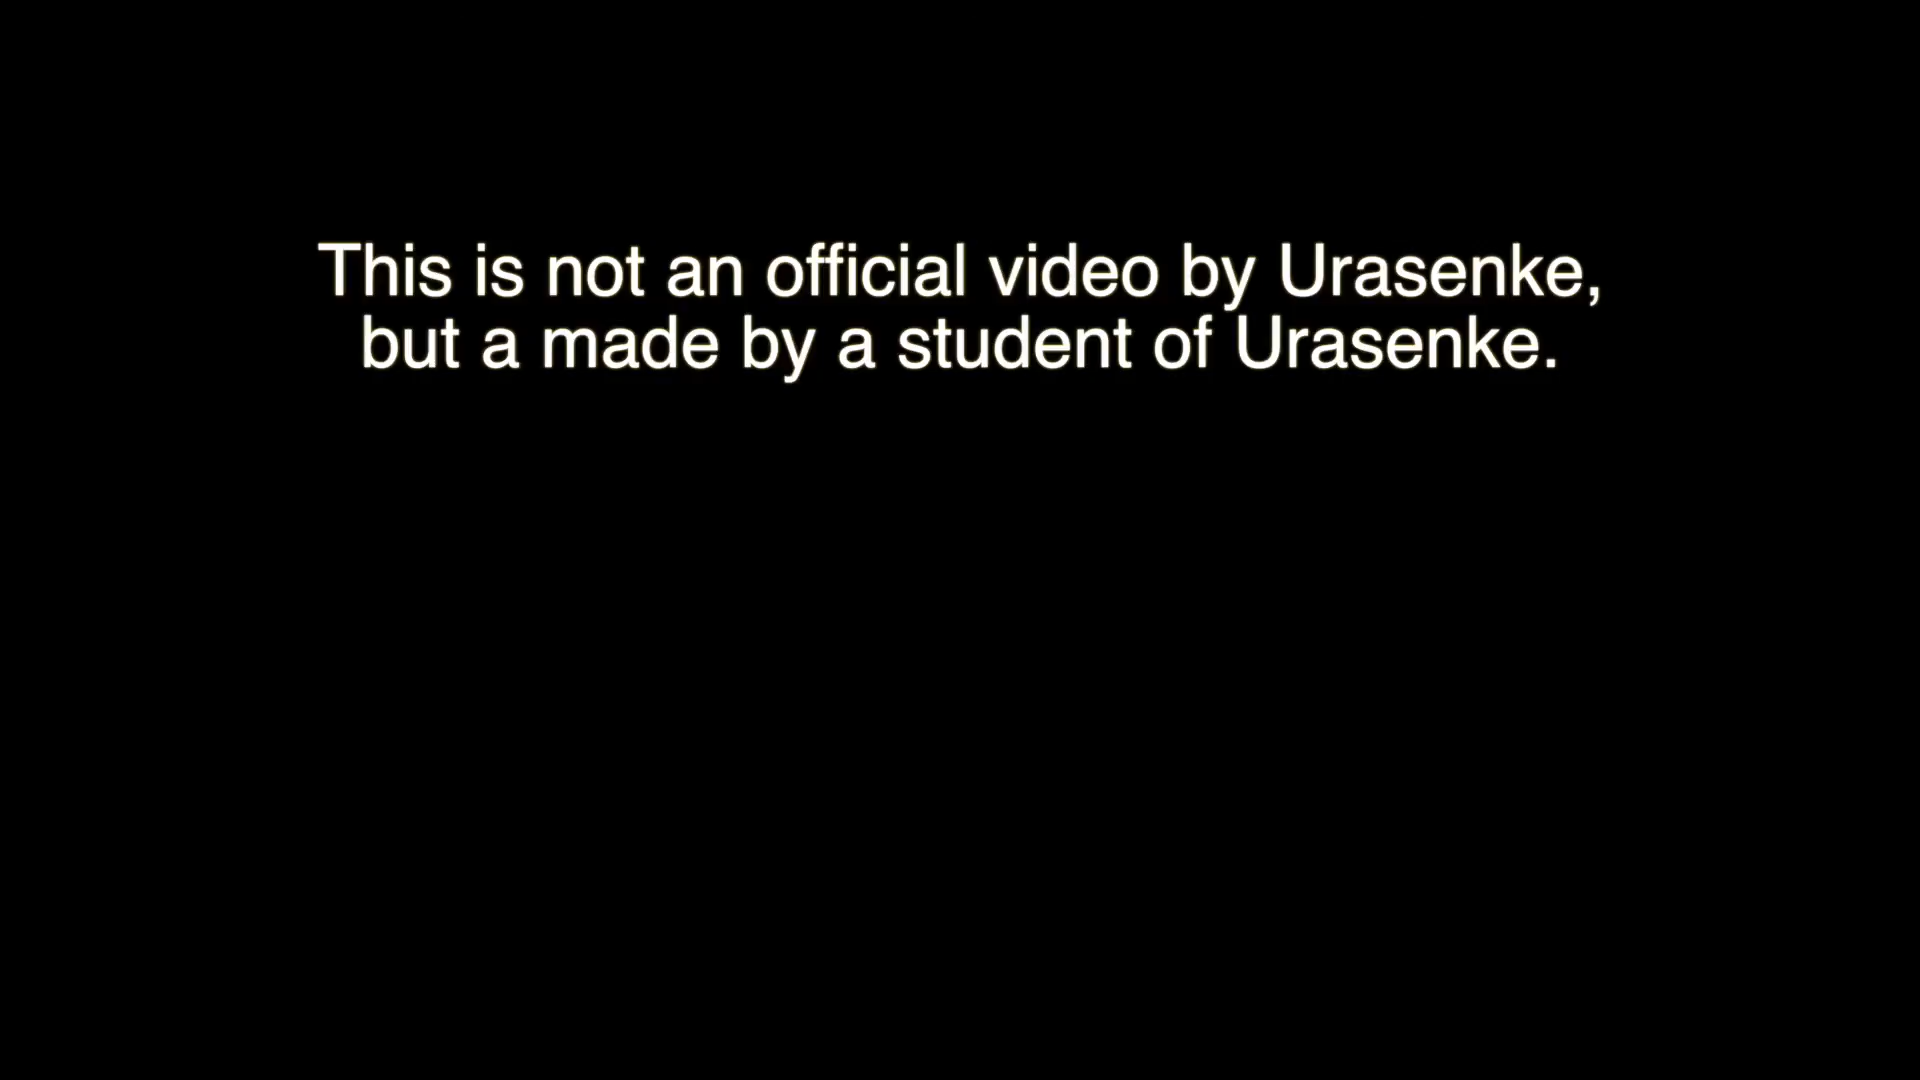 This is not an official video by Urasenke,
but a made by a student of Urasenke.